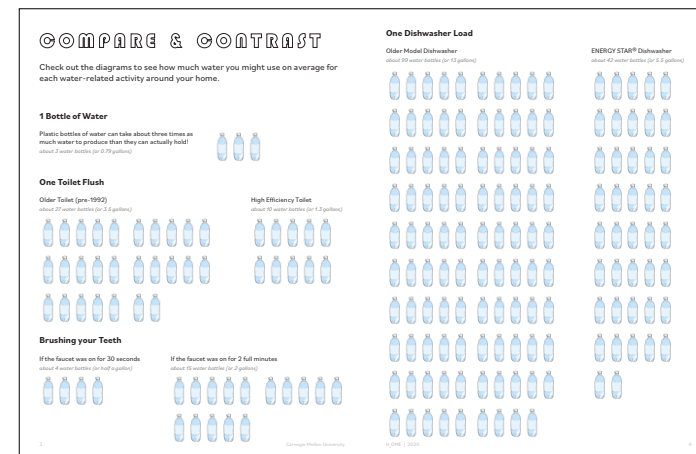 COMPARE & CONTRAST
Check out the diagrams to see how much water you might use on average for
each water-related activity around your home.
1 Bottle of Water
Plastic bottles of water can take about three times as
much water to produce than they can actually hold!
about 3 water bottles (or 0.79 gallons)
One Toilet Flush
Older Toilet (pre-1992)
about 27 water bottles (or 3.5 gallons)
High Efficiency Toilet
about 10 water bottles (or 1.3 gallons)
Brushing your Teeth
If the faucet was on for 30 seconds
about 4 water bottles (or half a gallon)
If the faucet was on for 2 full minutes
about 15 water bottles (or 2 gallons)
Carnegie Mellon University
One Dishwasher Load
Older Model Dishwasher
about 99 water bottles (or 13 gallons)
ENERGY STAR® Dishwasher
about 42 water bottles (or 5.5 gallons)